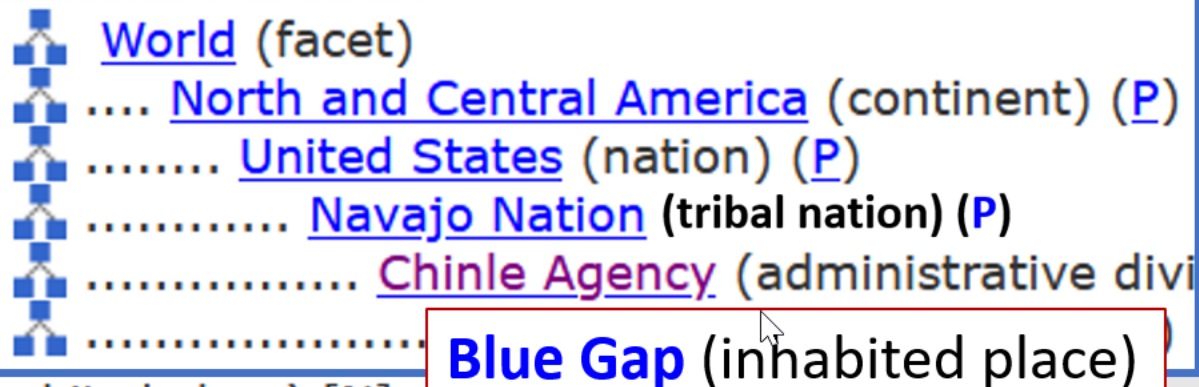 World (facet)
.... North and Central America (continent) (P)
........ United States (nation) (P)
............ Navajo Nation (tribal nation) (P)
................ Chinle Agency (administrative
.................... Blue Gap (inhabited place)